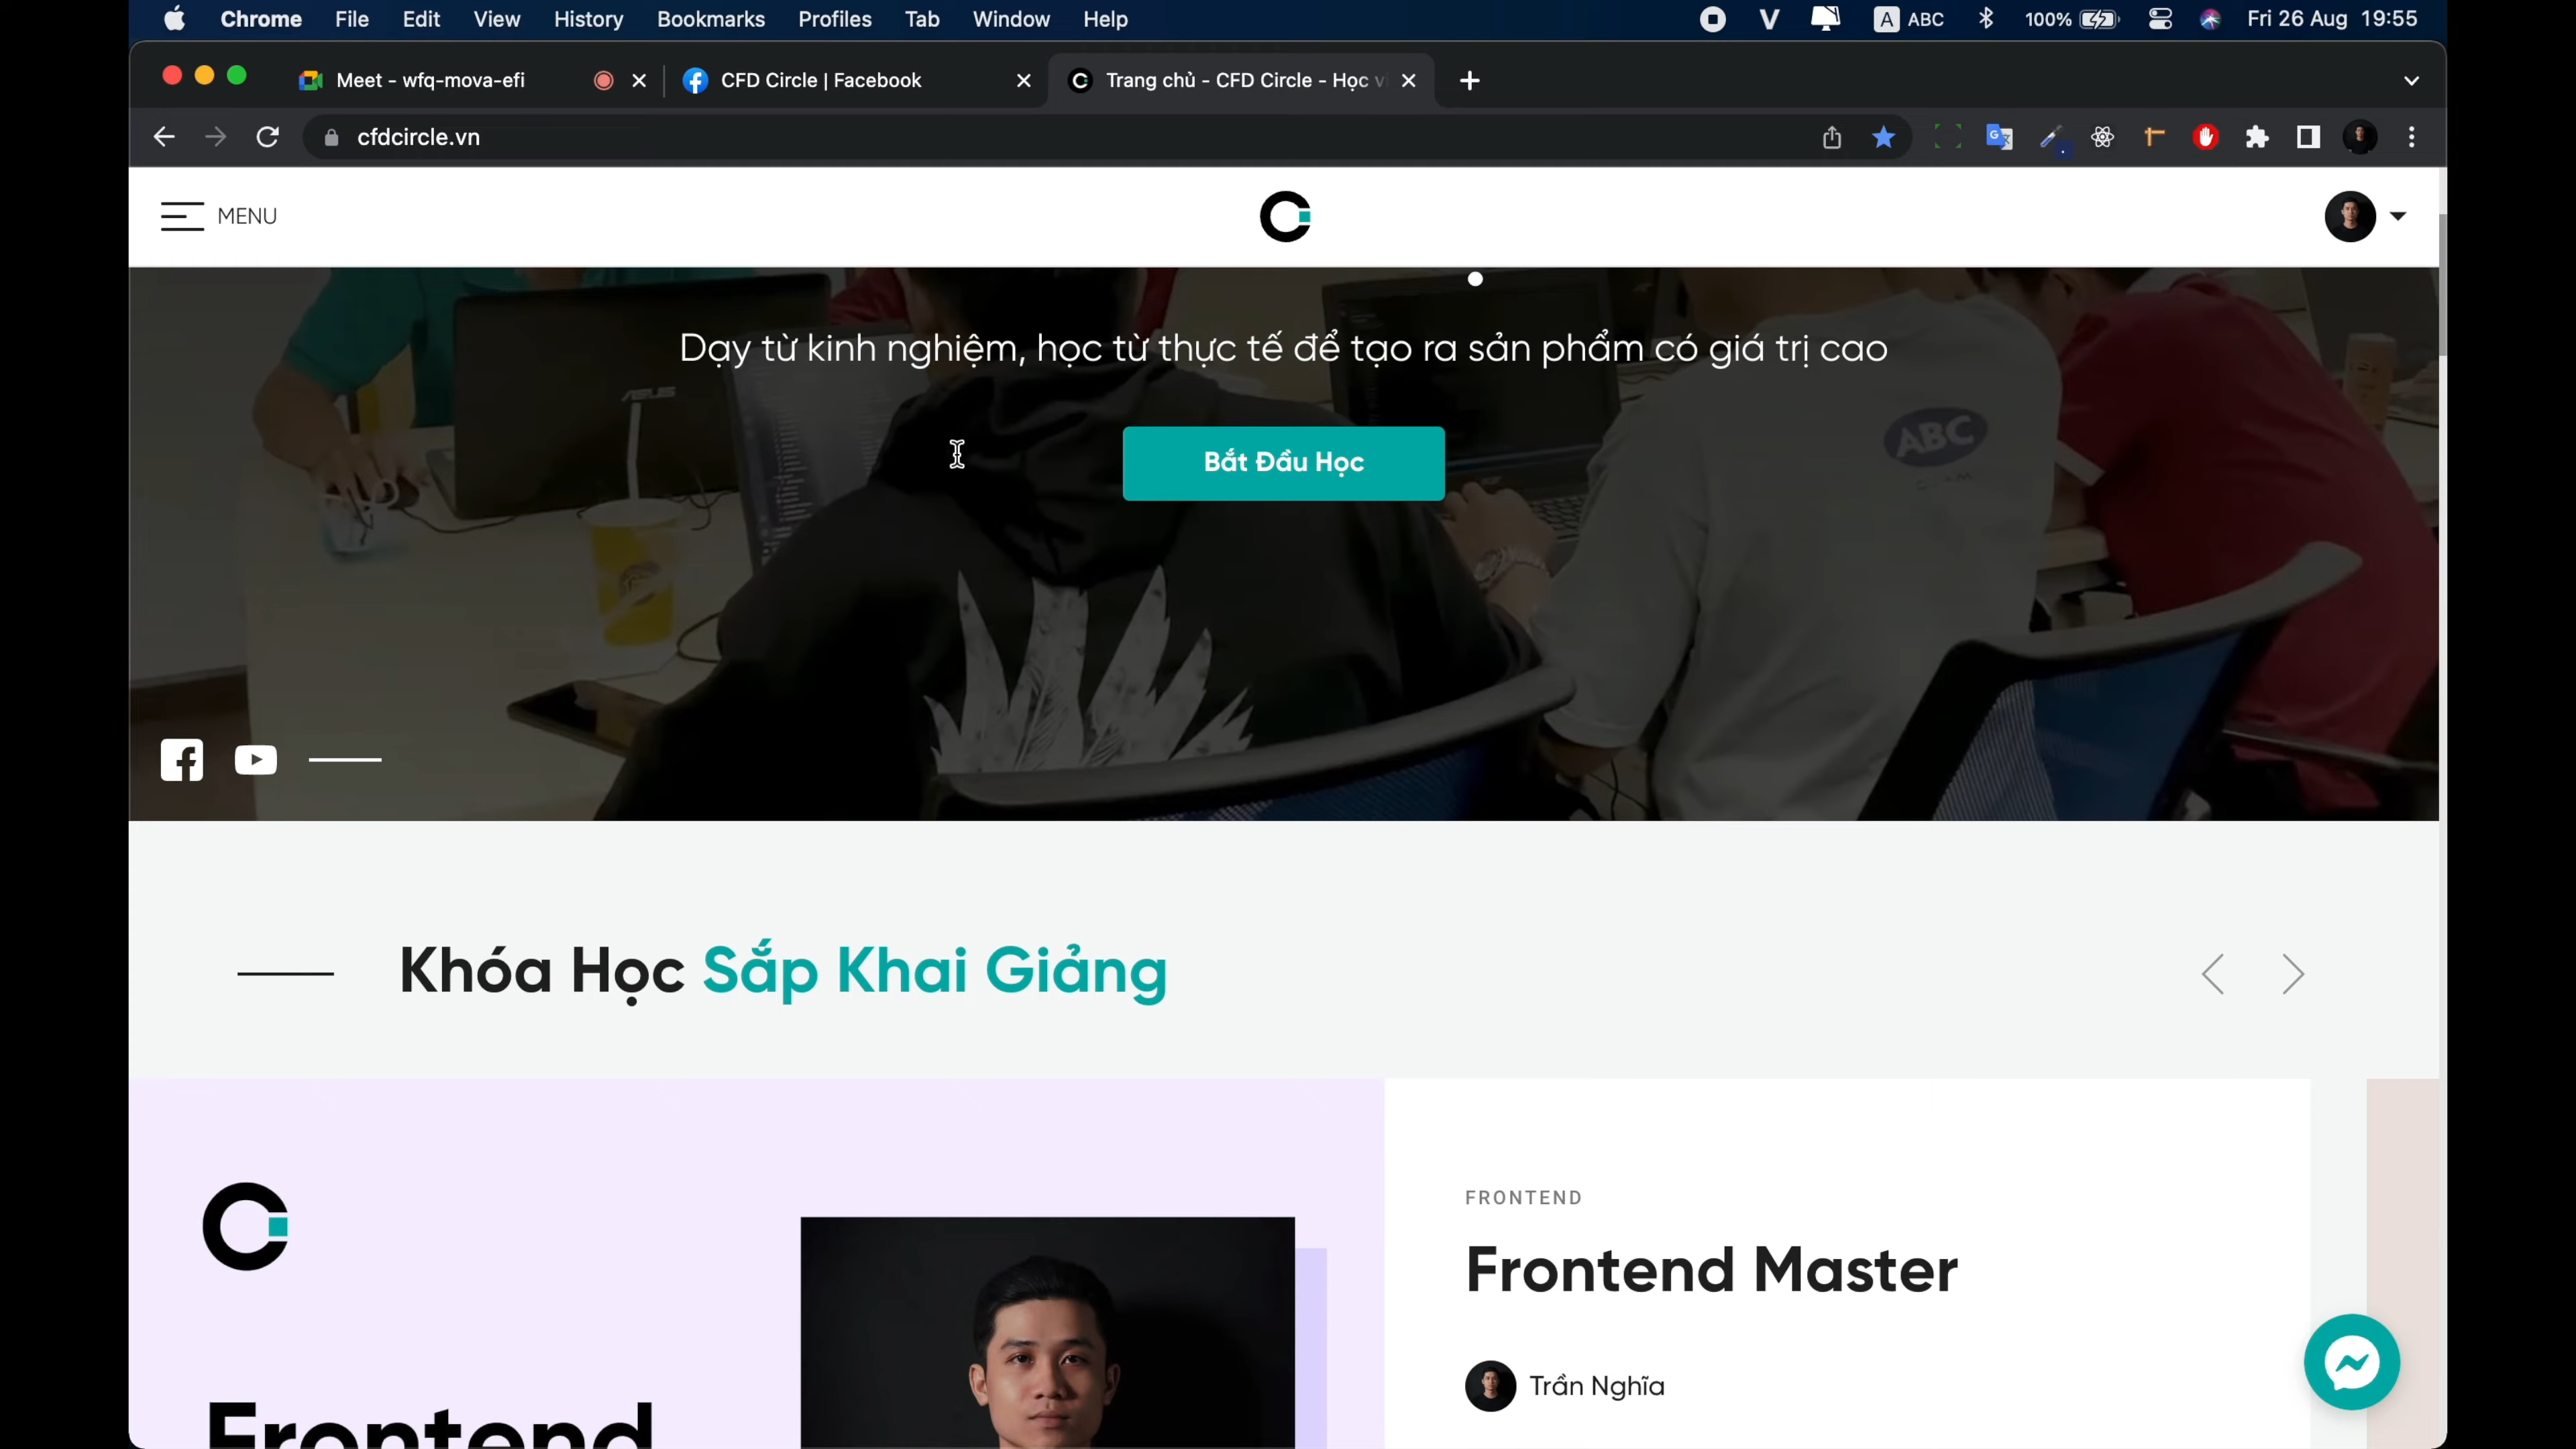 Chrome File Edit View History Bookmarks Profiles Tab Window Help A ABC 100% Fri 26 Aug 19:55
Meet - wfq-mova-efi
CFD Circle | Facebook
Trang chủ - CFD Circle - Học
cfdcircle.vn
MENU
ASUS
Dạy từ kinh nghiệm, học từ thực tế để tạo ra sản phẩm có giá trị cao
ABC
Bắt Đầu Học
Khóa Học Sắp Khai Giảng
FRONTEND
Frontend Master
Trần Nghĩa
Frontend